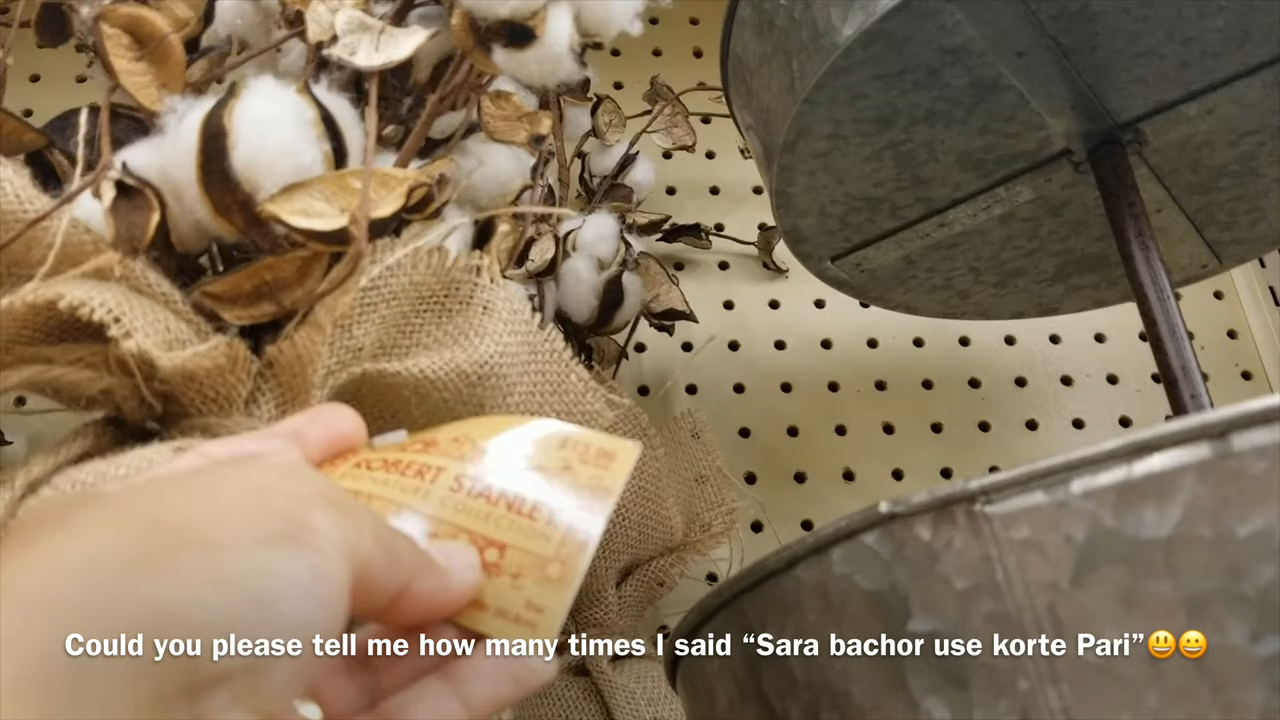 ROBERT STANLEY
Could you please tell me how many times I said “Sara bachor use korte Pari”😃😀